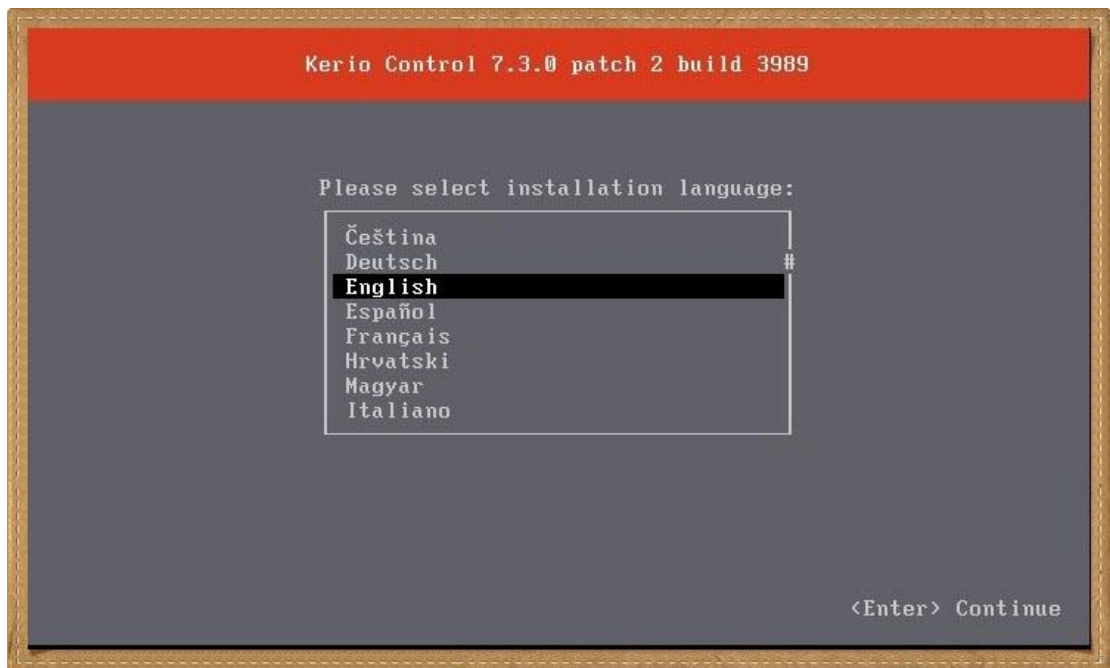 Kerio Control 7.3.0 patch 2 build 3989
Please select installation language:
Čeština
Deutsch
#
English
Español
Français
Hrvatski
Magyar
Italiano
<Enter> Continue